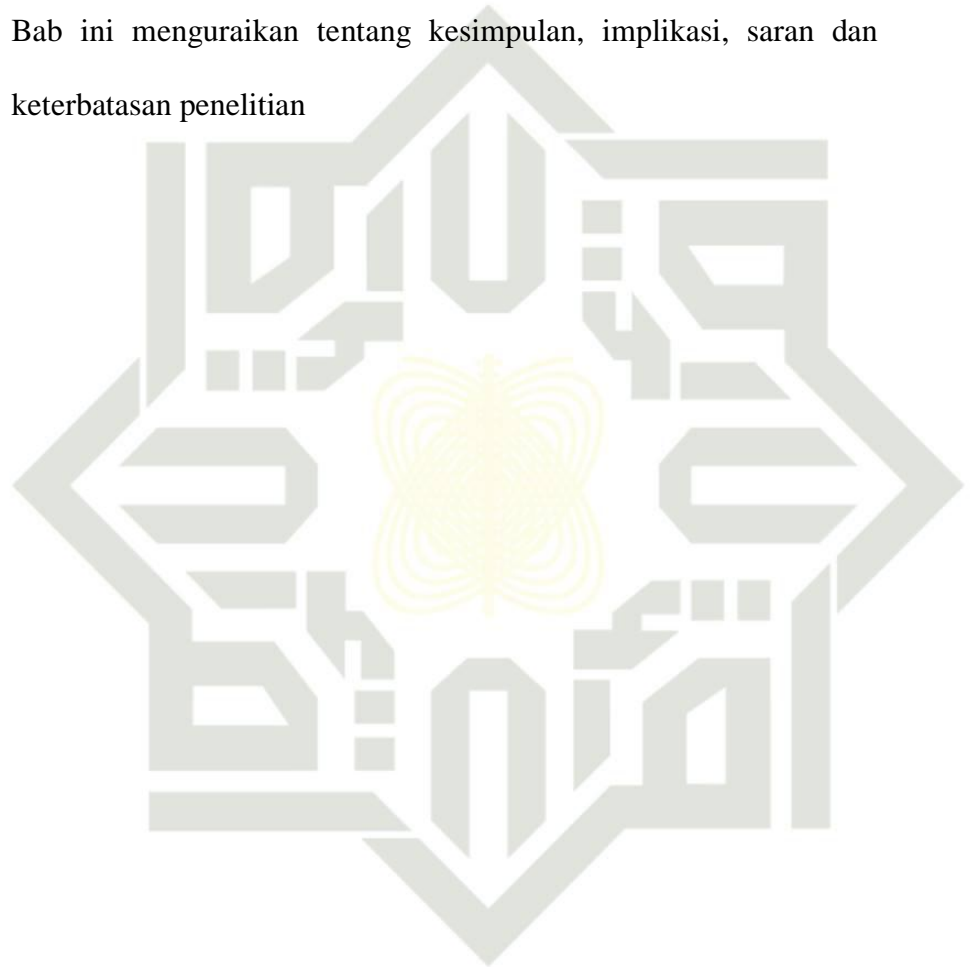 Bab ini menguraikan tentang kesimpulan, implikasi, saran dan
keterbatasan penelitian